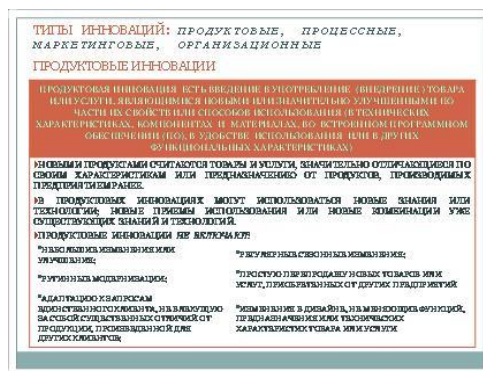 ТИПЫ ИННОВАЦИЙ: ПРОДУКТОВЫЕ, ПРОЦЕССНЫЕ,
МАРКЕТИНГОВЫЕ, ОРГАНИЗАЦИОННЫЕ
ПРОДУКТОВЫЕ ИННОВАЦИИ
ПРОДУКТОВАЯ ИННОВАЦИЯ ЕСТЬ ВВЕДЕНИЕ В УПОТРЕБЛЕНИЕ (ВНЕДРЕНИЕ) ТОВАРА
ИЛИ УСЛУГИ, ЯВЛЯЮЩИМИСЯ НОВЫМИ ИЛИ ЗНАЧИТЕЛЬНО УЛУЧШЕННЫМИ ПО
ЧАСТИ ИХ СВОЙСТВ ИЛИ СПОСОБОВ ИСПОЛЬЗОВАНИЯ (В ТЕХНИЧЕСКИХ
ХАРАКТЕРИСТИКАХ, КОМПОНЕНТАХ И МАТЕРИАЛАХ, ВО ВСТРОЕННОМ ПРОГРАММНОМ
ОБЕСПЕЧЕНИИ (ПО), В УДОБСТВЕ ИСПОЛЬЗОВАНИЯ ИЛИ В ДРУГИХ
ФУНКЦИОНАЛЬНЫХ ХАРАКТЕРИСТИКАХ)
НОВЫМИ ПРОДУКТАМИ СЧИТАЮТСЯ ТОВАРЫ И УСЛУГИ, ЗНАЧИТЕЛЬНО ОТЛИЧАЮЩИЕСЯ ПО
СВОИМ ХАРАКТЕРИСТИКАМ ИЛИ ПРЕДНАЗНАЧЕНИЮ ОТ ПРОДУКТОВ, ПРОИЗВОДИМЫХ
ПРЕДПРИЯТИЕМ РАНЕЕ.
В ПРОДУКТОВЫХ ИННОВАЦИЯХ МОГУТ ИСПОЛЬЗОВАТЬСЯ НОВЫЕ ЗНАНИЯ ИЛИ
ТЕХНОЛОГИИ; НОВЫЕ ПРИЕМЫ ИСПОЛЬЗОВАНИЯ ИЛИ НОВЫЕ КОМБИНАЦИИ УЖЕ
СУЩЕСТВУЮЩИХ ЗНАНИЙ И ТЕХНОЛОГИЙ.
ПРОДУКТОВЫЕ ИННОВАЦИИ НЕ ВКЛЮЧАЮТ:
*НЕБОЛЬШИЕ ИЗМЕНЕНИЯ ИЛИ
УЛУЧШЕНИЯ;
*РУТИННЫЕ МОДЕРНИЗАЦИИ;
*АДАПТАЦИЮ К ЗАПРОСАМ
ЕДИНСТВЕННОГО КЛИЕНТА, НЕ ВЛЕКУЩУЮ
ЗА СОБОЙ СУЩЕСТВЕННЫХ ОТЛИЧИЙ ОТ
ПРОДУКЦИИ, ПРОИЗВЕДЕННОЙ ДЛЯ
ДРУГИХ КЛИЕНТОВ;
*РЕГУЛЯРНЫЕ СЕЗОННЫЕ ИЗМЕНЕНИЯ;
*ПРОСТУЮ ПЕРЕПРОДАЖУ НОВЫХ ТОВАРОВ ИЛИ
УСЛУГ, ПРИОБРЕТЕННЫХ ОТ ДРУГИХ ПРЕДПРИЯТИЙ
*ИЗМЕНЕНИЯ В ДИЗАЙНЕ, НЕ МЕНЯЮЩИЕ ФУНКЦИЙ,
ПРЕДНАЗНАЧЕНИЯ ИЛИ ТЕХНИЧЕСКИХ
ХАРАКТЕРИСТИК ТОВАРА ИЛИ УСЛУГИ